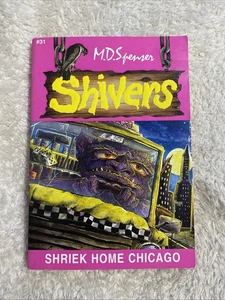 #31
M.D.Spenser
Shivers
SHRIEK HOME CHICAGO